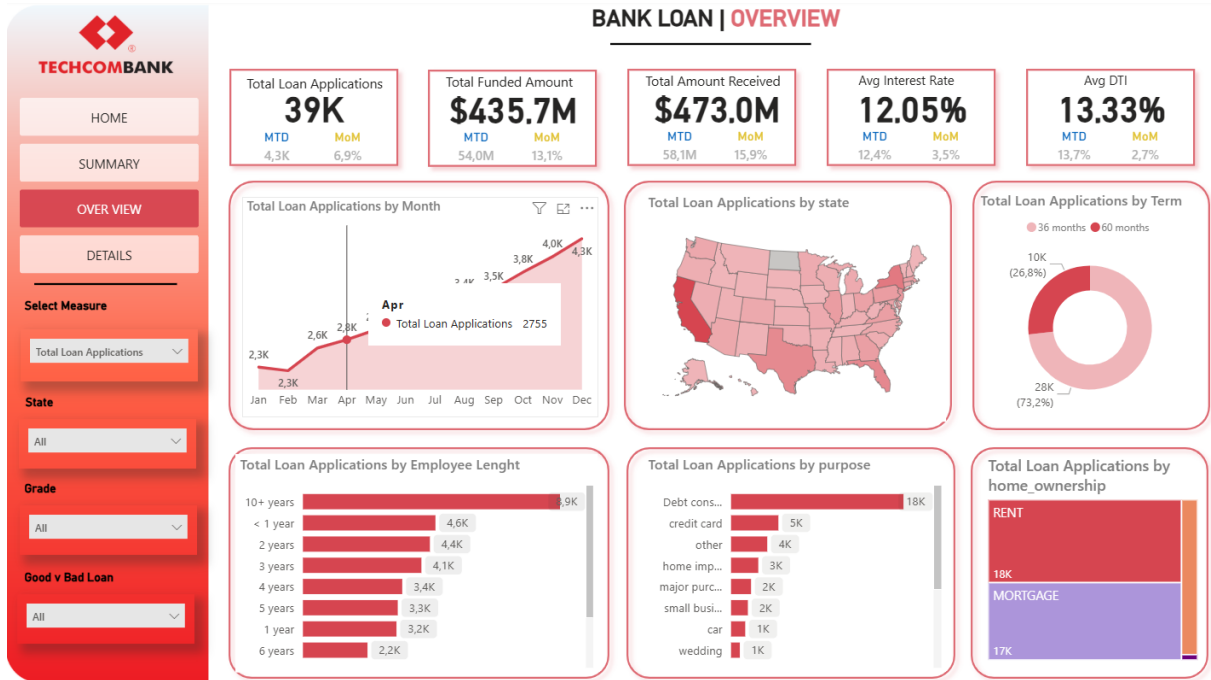 BANK LOAN | OVERVIEW
TECHCOMBANK
HOME
SUMMARY
OVER VIEW
DETAILS
Select Measure
Total Loan Applications
State
All
Grade
All
Good v Bad Loan
All
Total Loan Applications
39K
MTD MoM
4,3K 6,9%
Total Funded Amount
$435.7M
MTD MoM
54,0M 13,1%
Total Amount Received
$473.0M
MTD MoM
58,1M 15,9%
Avg Interest Rate
12.05%
MTD MoM
12,4% 3,5%
Avg DTI
13.33%
MTD MoM
13,7% 2,7%
Total Loan Applications by Month
4,3K
4,0K
3,8K
3,5K
3,4K
Apr
Total Loan Applications 2755
2,8K
2,6K
2,3K
2,3K
Jan Feb Mar Apr May Jun Jul Aug Sep Oct Nov Dec
Total Loan Applications by state
Total Loan Applications by Term
36 months 60 months
10K
(26,8%)
28K
(73,2%)
Total Loan Applications by Employee Lenght
10+ years ,9K
< 1 year 4,6K
2 years 4,4K
3 years 4,1K
4 years 3,4K
5 years 3,3K
1 year 3,2K
6 years 2,2K
Total Loan Applications by purpose
Debt cons... 18K
credit card 5K
other 4K
home imp... 3K
major purc... 2K
small busi... 2K
car 1K
wedding 1K
Total Loan Applications by
home_ownership
RENT
18K
MORTGAGE
17K